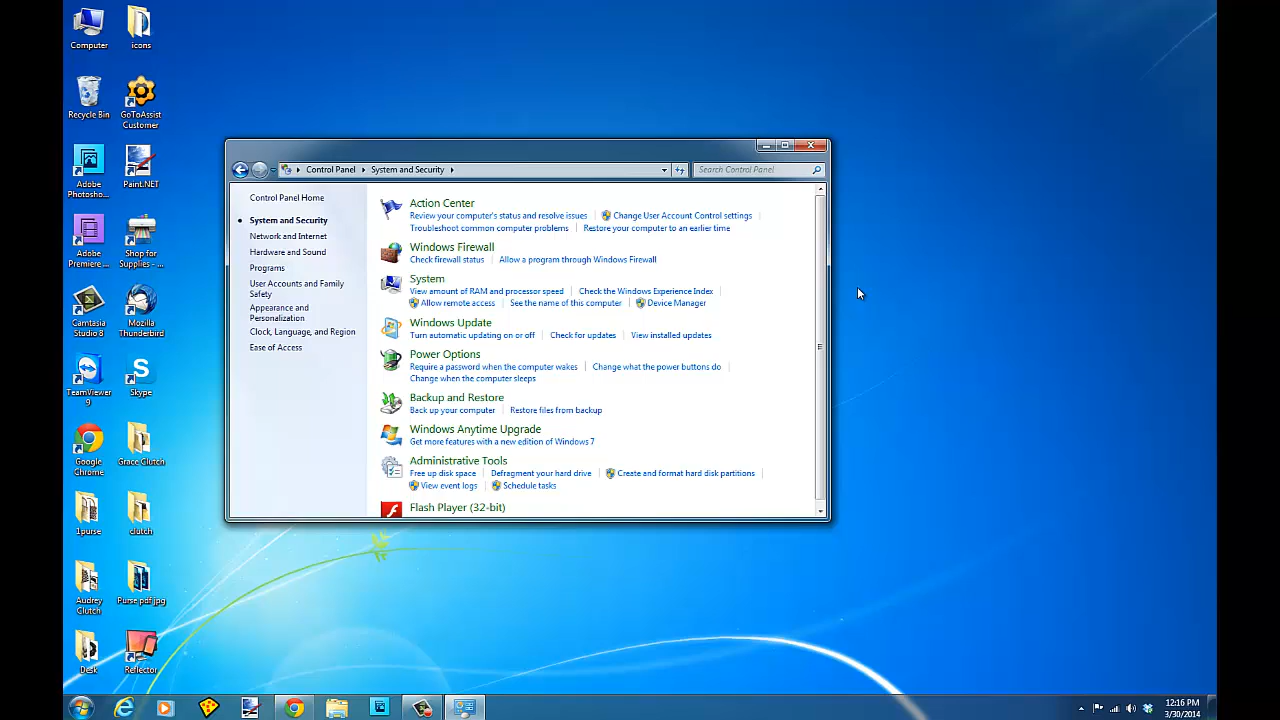 Computer
icons
Recycle Bin
GoToAssist
Customer
Adobe
Photosho...
Paint.NET
Adobe
Premiere ...
Shop for
Supplies - ...
Camtasia
Studio 8
Mozilla
Thunderbird
TeamViewer
9
Skype
Google
Chrome
Grace Clutch
1purse
clutch
Audrey
Clutch
Purse pdf,jpg
Desk
Reflector
Control Panel
System and Security
Search Control Panel
Control Panel Home
System and Security
Network and Internet
Hardware and Sound
Programs
User Accounts and Family
Safety
Appearance and
Personalization
Clock, Language, and Region
Ease of Access
Action Center
Review your computer's status and resolve issues Change User Account Control settings
Troubleshoot common computer problems Restore your computer to an earlier time
Windows Firewall
Check firewall status Allow a program through Windows Firewall
System
View amount of RAM and processor speed Check the Windows Experience Index
Allow remote access See the name of this computer Device Manager
Windows Update
Turn automatic updating on or off Check for updates View installed updates
Power Options
Require a password when the computer wakes Change what the power buttons do
Change when the computer sleeps
Backup and Restore
Back up your computer Restore files from backup
Windows Anytime Upgrade
Get more features with a new edition of Windows 7
Administrative Tools
Free up disk space Defragment your hard drive Create and format hard disk partitions
View event logs Schedule tasks
Flash Player (32-bit)
12:16 PM
3/30/2014